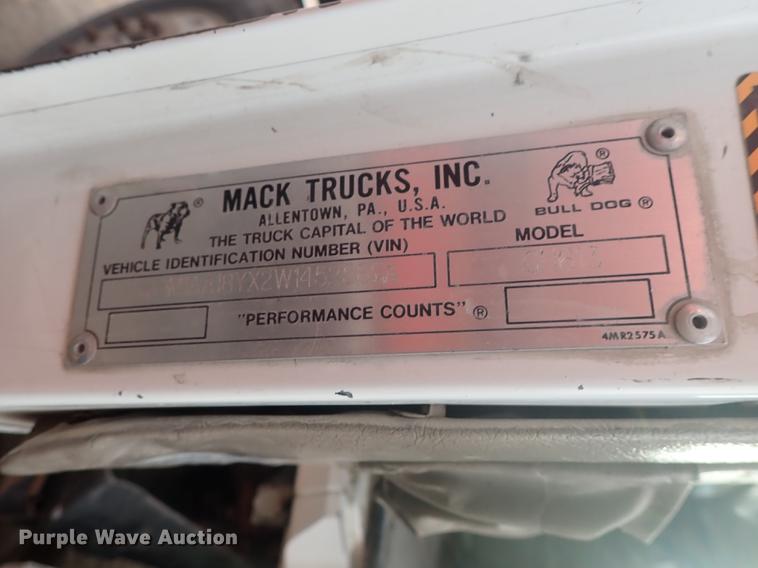 MACK TRUCKS, INC.
ALLENTOWN, PA., U.S.A.
THE TRUCK CAPITAL OF THE WORLD
®
®
BULL DOG ®
VEHICLE IDENTIFICATION NUMBER (VIN)
MODEL
"PERFORMANCE COUNTS" ®
4MR2575A
Purple Wave Auction